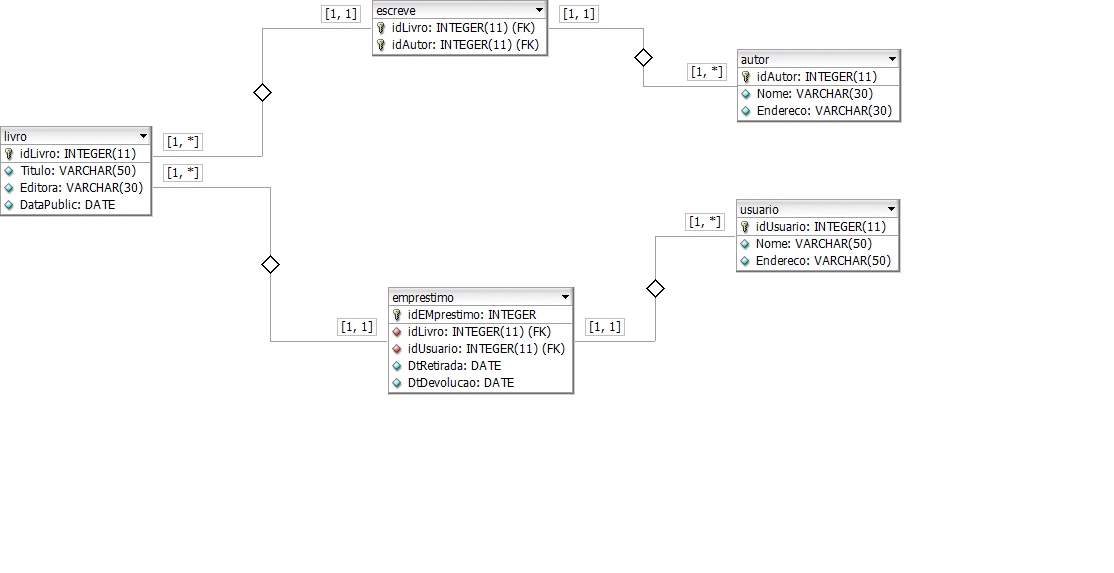 [1, 1]
escreve
idLivro: INTEGER(11) (FK)
idAutor: INTEGER(11) (FK)
[1, 1]
[1, *]
autor
idAutor: INTEGER(11)
Nome: VARCHAR(30)
Endereco: VARCHAR(30)
livro
idLivro: INTEGER(11)
Titulo: VARCHAR(50)
Editora: VARCHAR(30)
DataPublic: DATE
[1, *]
[1, *]
[1, *]
usuario
idUsuario: INTEGER(11)
Nome: VARCHAR(50)
Endereco: VARCHAR(50)
[1, 1]
emprestimo
idEMprestimo: INTEGER
idLivro: INTEGER(11) (FK)
idUsuario: INTEGER(11) (FK)
DtRetirada: DATE
DtDevolucao: DATE
[1, 1]